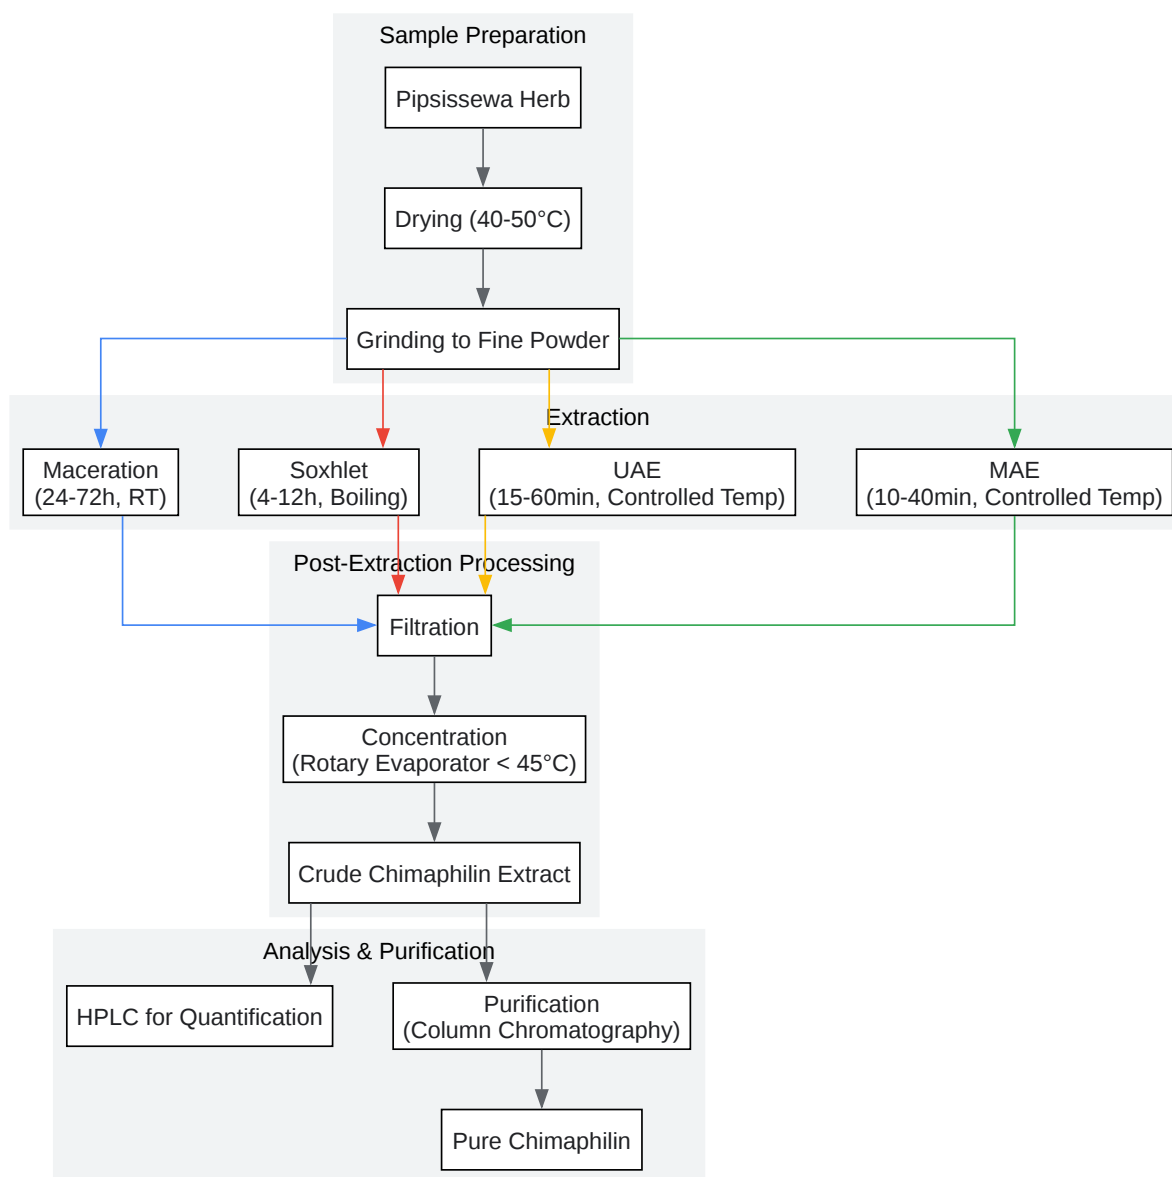 Sample Preparation
Pipsissewa Herb
Drying (40-50°C)
Grinding to Fine Powder
Extraction
Maceration
(24-72h, RT)
Soxhlet
(4-12h, Boiling)
UAE
(15-60min, Controlled Temp)
MAE
(10-40min, Controlled Temp)
Post-Extraction Processing
Filtration
Concentration
(Rotary Evaporator < 45°C)
Crude Chimaphilin Extract
Analysis & Purification
HPLC for Quantification
Purification
(Column Chromatography)
Pure Chimaphilin